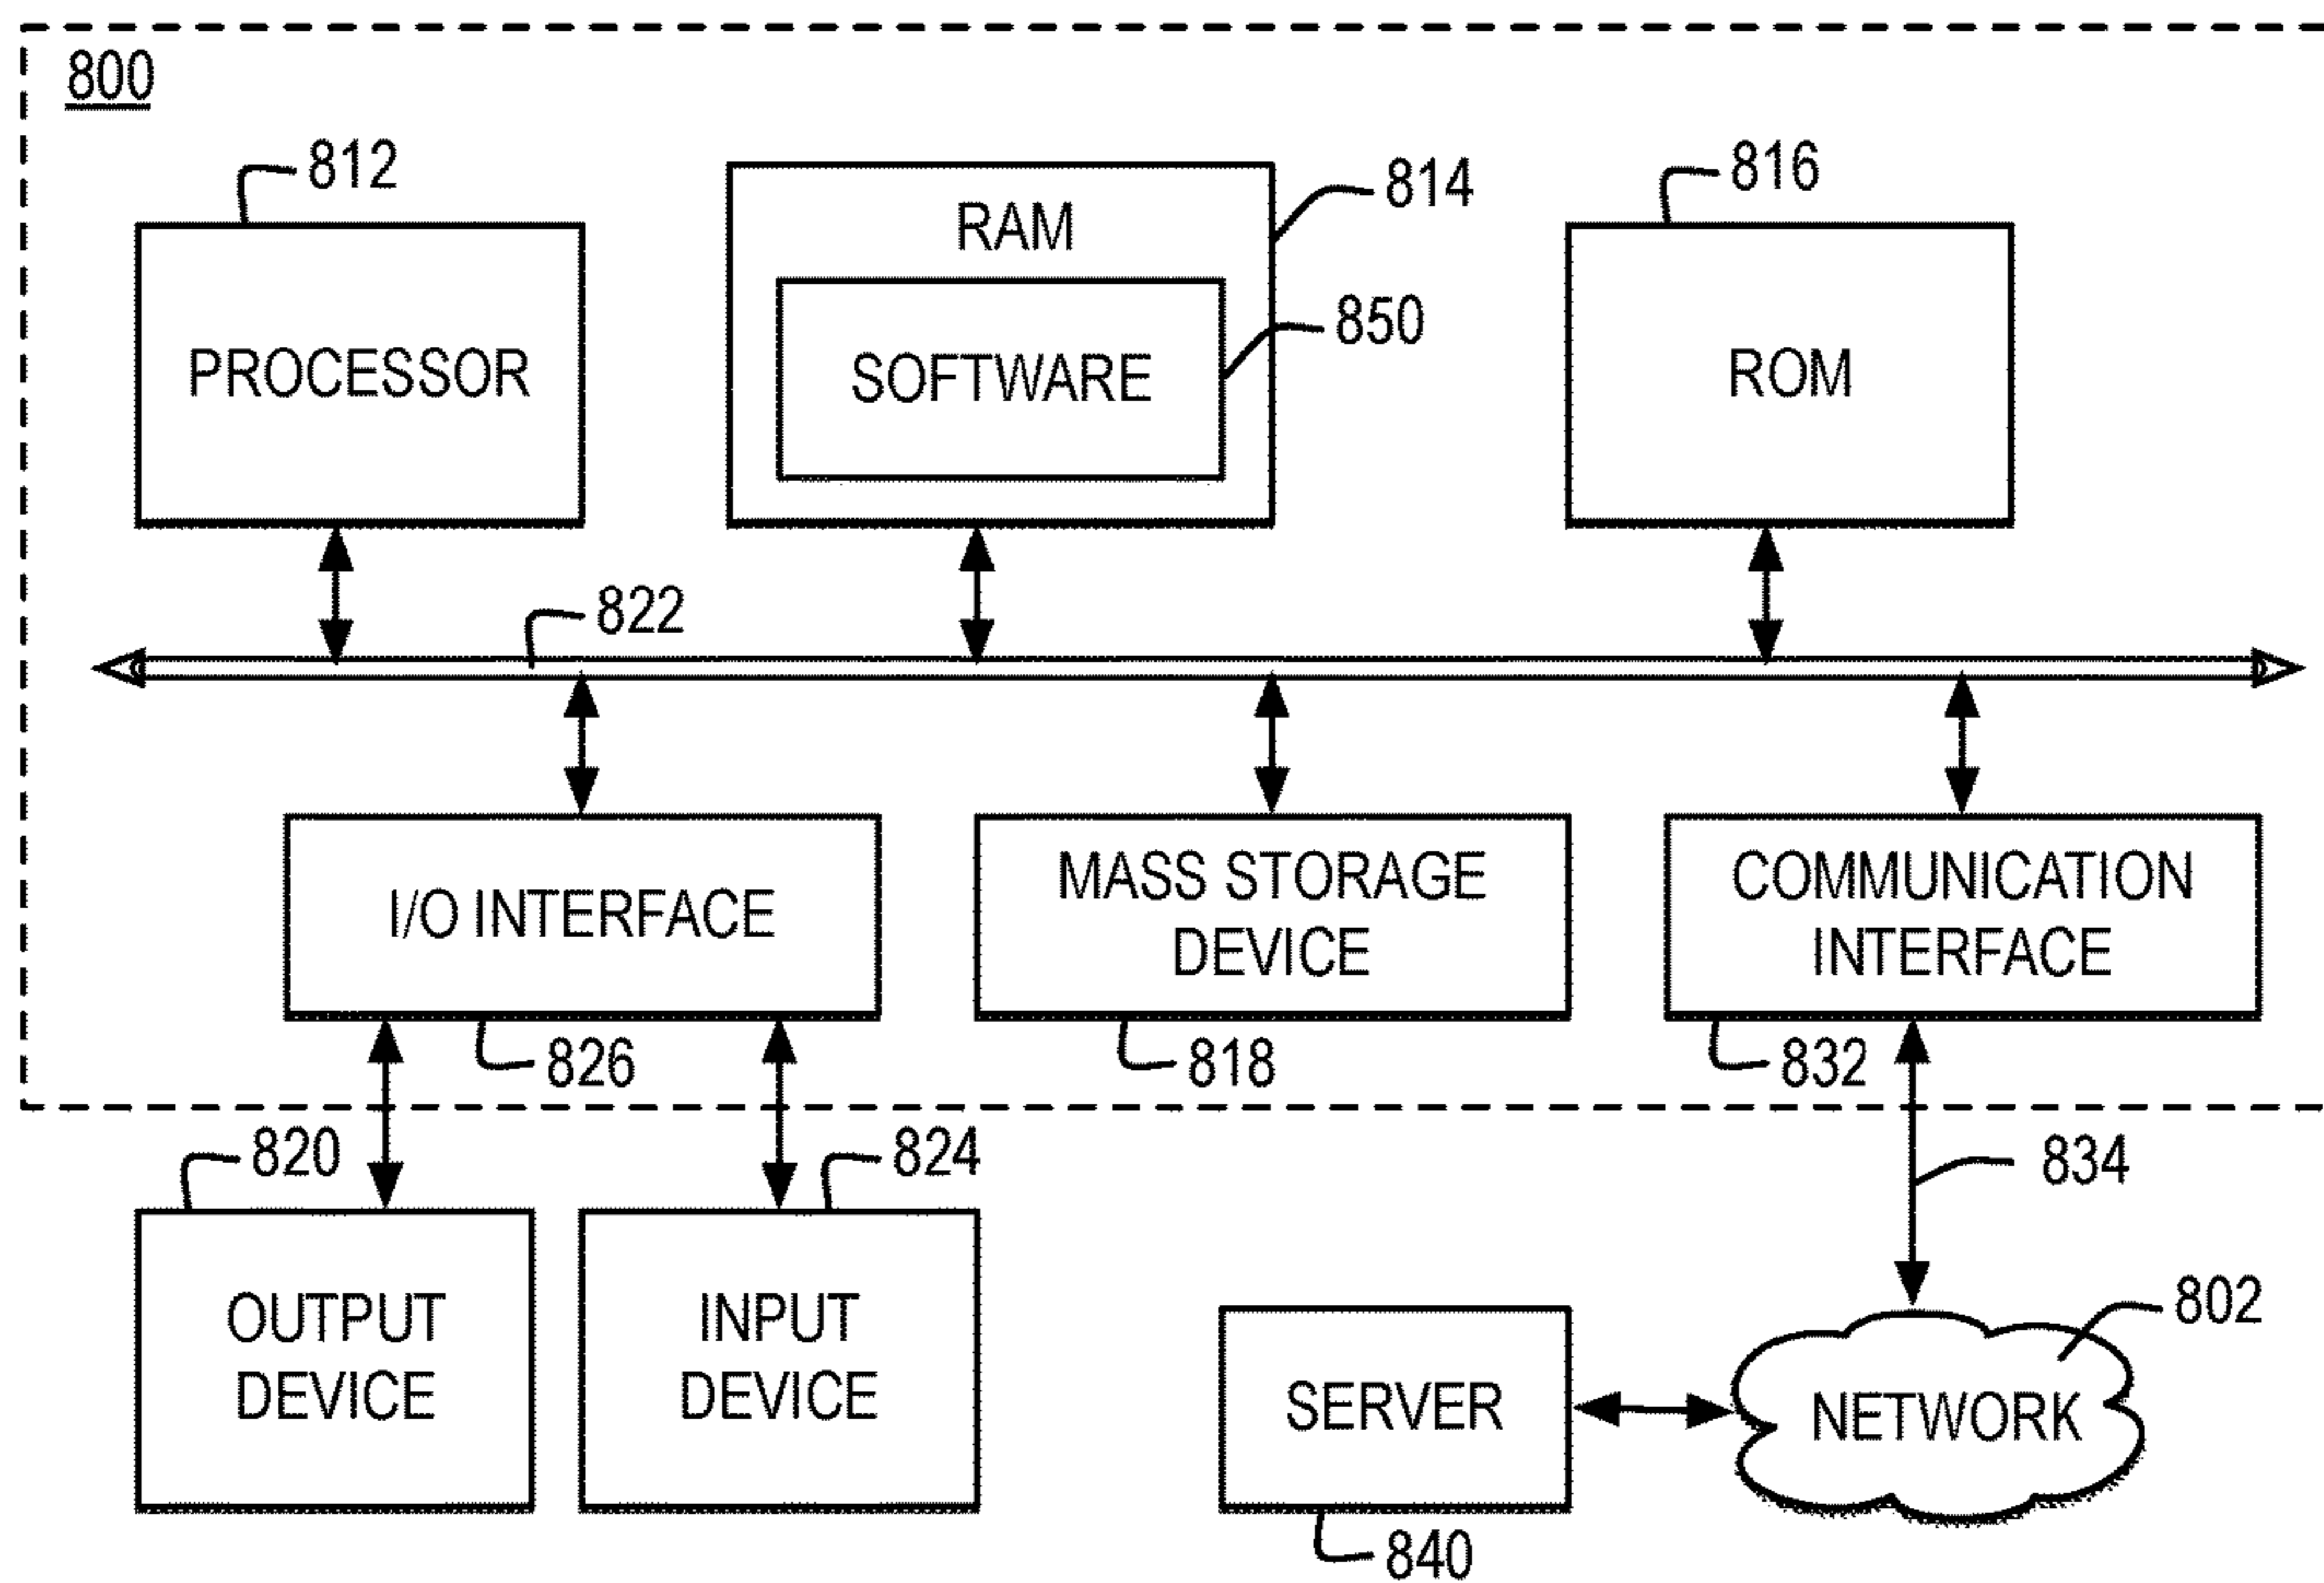 800
812
814
816
RAM
850
PROCESSOR
SOFTWARE
ROM
822
I/O INTERFACE
MASS STORAGE
DEVICE
COMMUNICATION
INTERFACE
826
818
832
820
824
834
OUTPUT
DEVICE
INPUT
DEVICE
802
SERVER
NETWORK
840